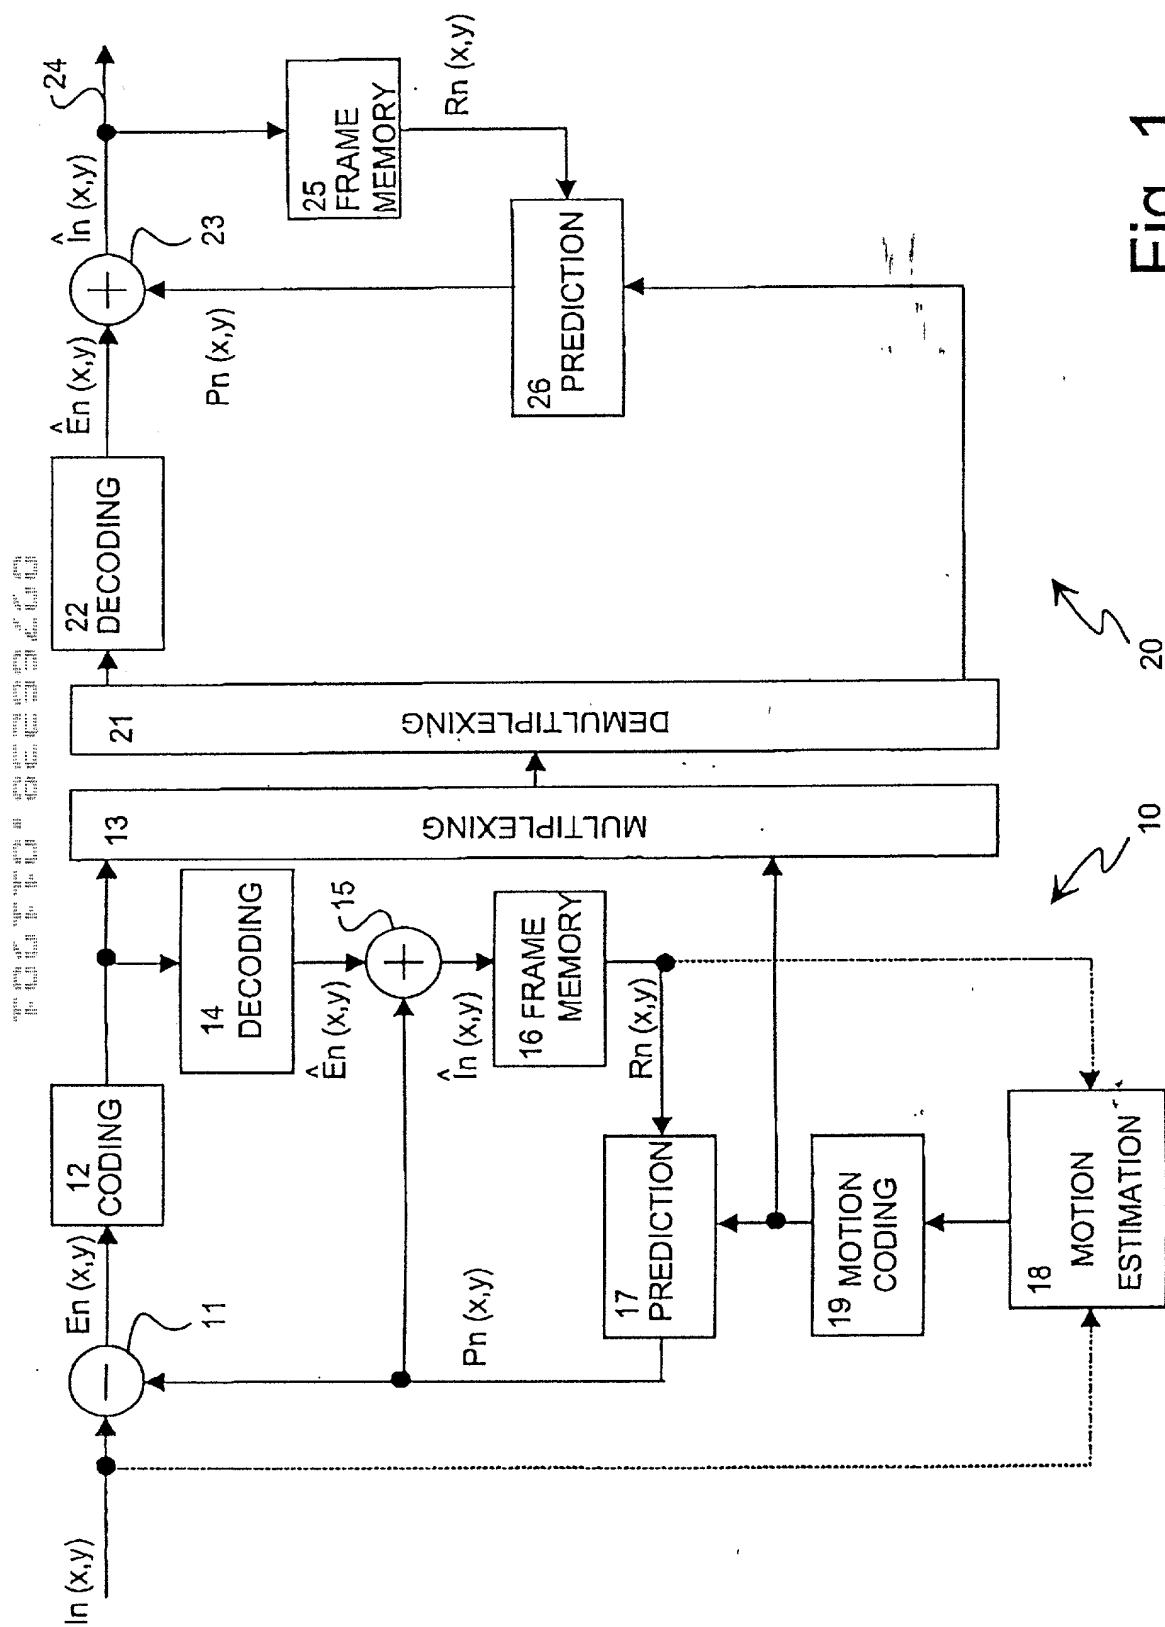 In (x,y)
En (x,y)
11
12
CODING
13
MULTIPLEXING
14
DECODING
Ên (x,y)
15
În (x,y)
16 FRAME
MEMORY
Rn (x,y)
Pn (x,y)
17
PREDICTION
19 MOTION
CODING
18
MOTION
ESTIMATION
10
21
DEMULTIPLEXING
22
DECODING
Ên (x,y)
23
În (x,y)
24
25
FRAME
MEMORY
Rn (x,y)
Pn (x,y)
26
PREDICTION
20
Fig. 1